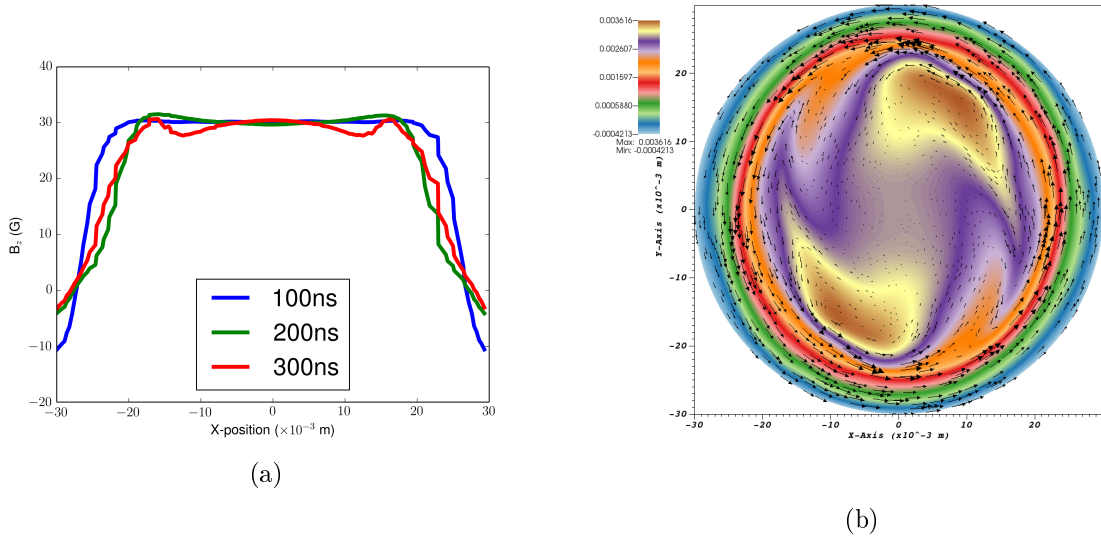 40
30
20
10
0
−10
−20
−30
−20
−10
0
10
20
30
B_z (G)
X-position (×10⁻³ m)
100ns
200ns
300ns
(a)
0.003616
0.002607
0.001597
0.0005880
-0.0004213
Max: 0.003616
Min: -0.0004213
Y-Axis (x10^-3 m)
20
10
0
-10
-20
-30
-30
-20
-10
0
10
20
X-Axis (x10^-3 m)
(b)